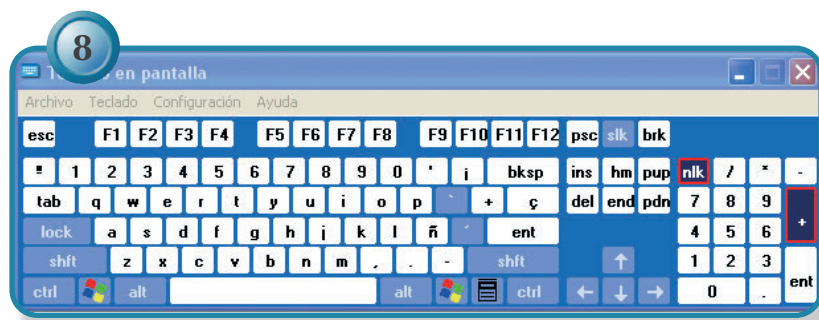 8
en pantalla
Archivo Teclado Configuración Ayuda
esc F1 F2 F3 F4 F5 F6 F7 F8 F9 F10 F11 F12 psc slk brk
º 1 2 3 4 5 6 7 8 9 0 ' ¡ bksp ins hm pup nlk / * -
tab q w e r t y u i o p ` + ç del end pdn 7 8 9 +
lock a s d f g h j k l ñ ´ ent 4 5 6
shft z x c v b n m , . - shft ↑ 1 2 3 ent
ctrl alt alt ctrl ← ↓ → 0 .